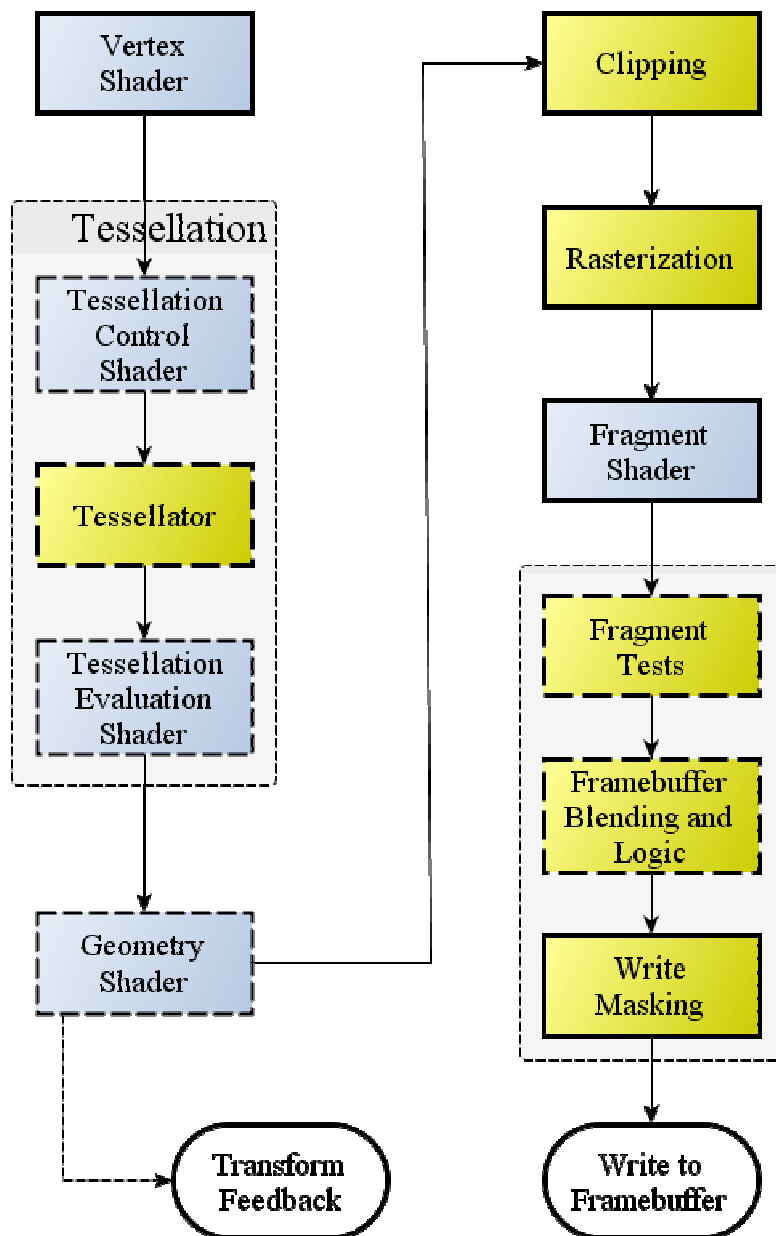 Vertex
Shader
Tessellation
Tessellation
Control
Shader
Tessellator
Tessellation
Evaluation
Shader
Geometry
Shader
Transform
Feedback
Clipping
Rasterization
Fragment
Shader
Fragment
Tests
Framebuffer
Blending and
Logic
Write
Masking
Write to
Framebuffer